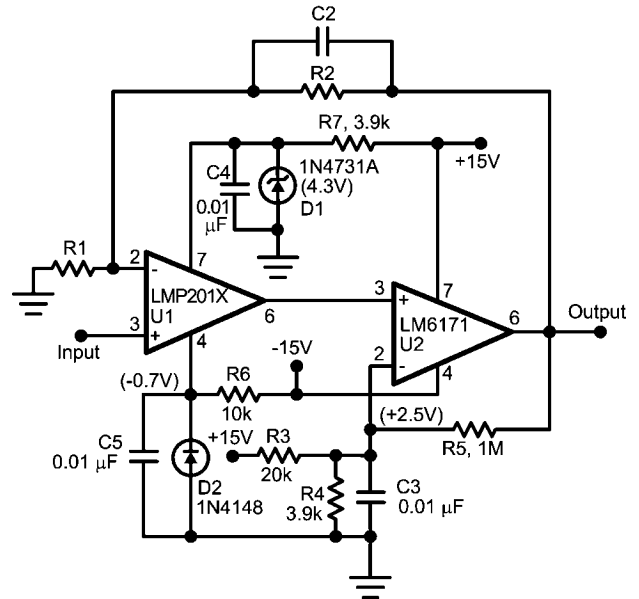 C2
R2
R7, 3.9k
+15V
1N4731A
(4.3V)
D1
C4
0.01
µF
R1
2
-
7
LMP201X
U1
6
3
+
4
Input
3
+
7
LM6171
U2
6
2
-
4
Output
-15V
(-0.7V)
R6
10k
(+2.5V)
R5, 1M
C5
0.01 µF
+15V
R3
20k
D2
1N4148
R4
3.9k
C3
0.01 µF